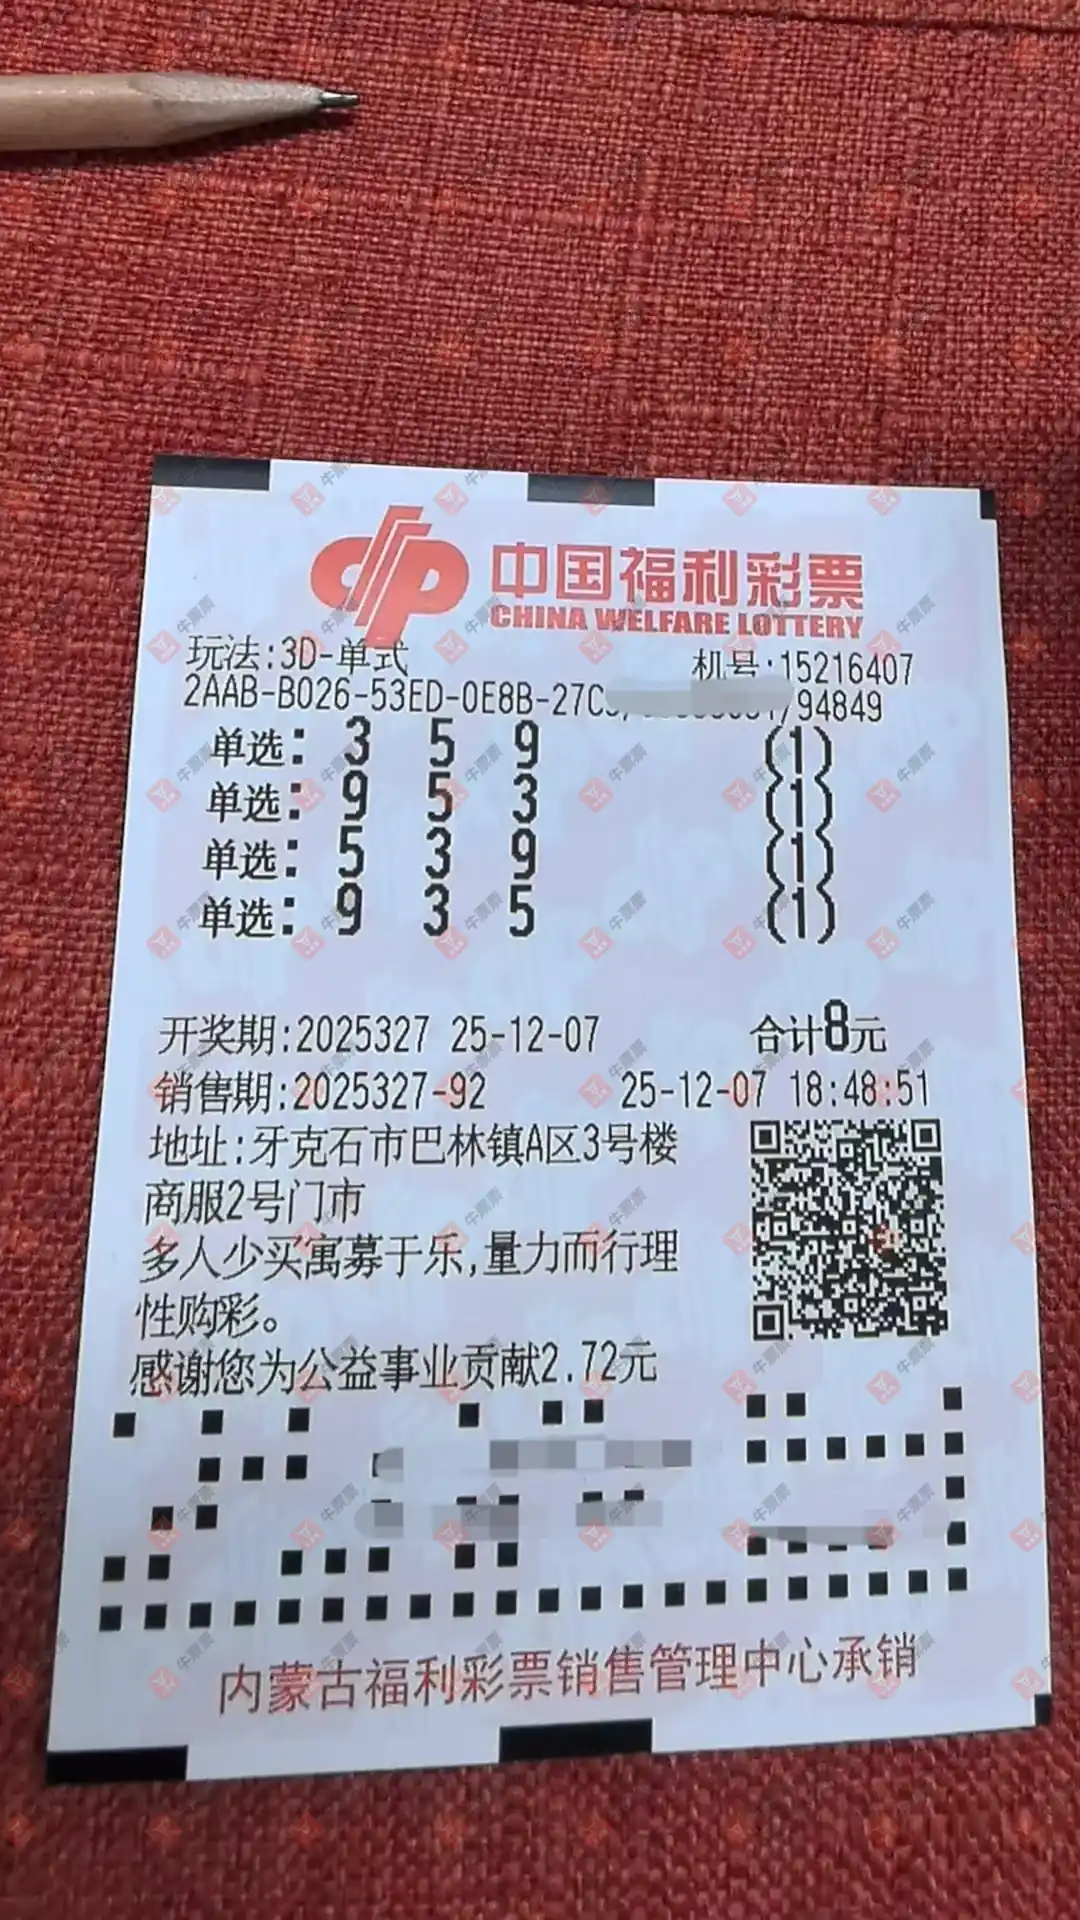 中国福利彩票
CHINA WELFARE LOTTERY
玩法:3D-单式 机号:15216407
2AAB-B026-53ED-0E8B-27C /94849
单选: 3 5 9 (1)
单选: 9 5 3 (1)
单选: 5 3 9 (1)
单选: 9 3 5 (1)
开奖期:2025327 25-12-07 合计8元
销售期:2025327-92 25-12-07 18:48:51
地址:牙克石市巴林镇A区3号楼
商服2号门市
多人少买寓募于乐,量力而行理
性购彩。
感谢您为公益事业贡献2.72元
内蒙古福利彩票销售管理中心承销
牛票票